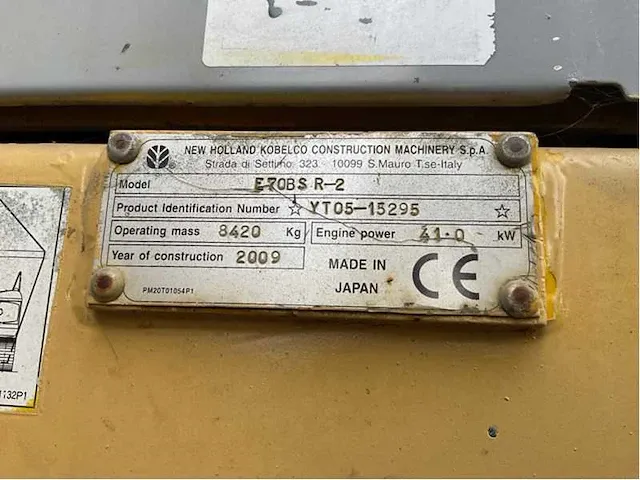 NEW HOLLAND KOBELCO CONSTRUCTION MACHINERY S.p.A.
Strada di Settimo, 323 10099 S.Mauro T.se-Italy
Model E70BS R-2
Product Identification Number ☆ YT05-15295 ☆
Operating mass 8420 Kg Engine power 41.0 kW
Year of construction 2009
MADE IN
JAPAN
CE
PM20T01054P1
1132P1